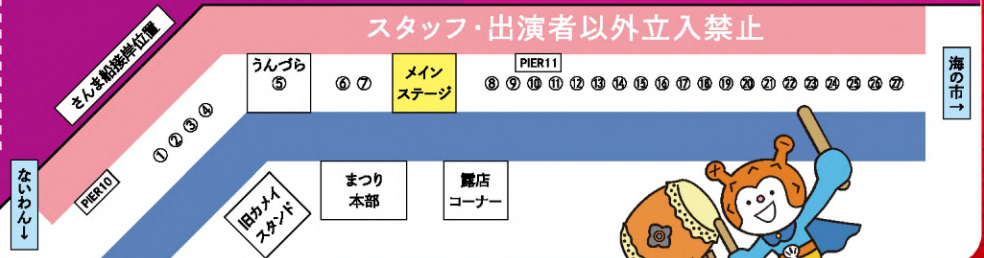 スタッフ・出演者以外立入禁止
さんま船接岸位置
うんづら
⑤
⑥ ⑦
メイン
ステージ
PIER11
⑧ ⑨ ⑩ ⑪ ⑫ ⑬ ⑭ ⑮ ⑯ ⑰ ⑱ ⑲ ⑳ ㉑ ㉒ ㉓ ㉔ ㉕ ㉖ ㉗
海の市→
① ② ③ ④
ないわん↓
PIER10
旧カメイ
スタンド
まつり
本部
露店
コーナー